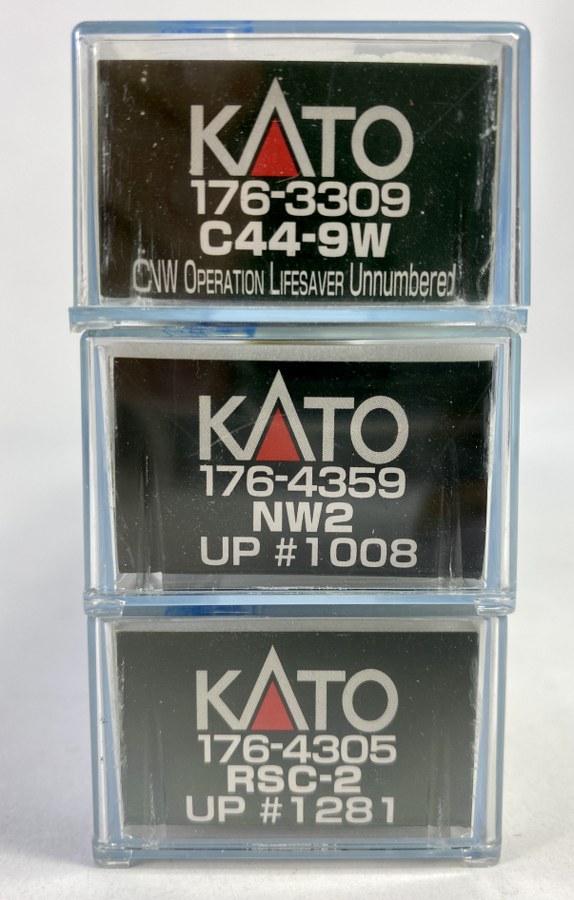 KATO
176-3309
C44-9W
CNW OPERATION LIFESAVER Unnumbered
KATO
176-4359
NW2
UP #1008
KATO
176-4305
RSC-2
UP #1281